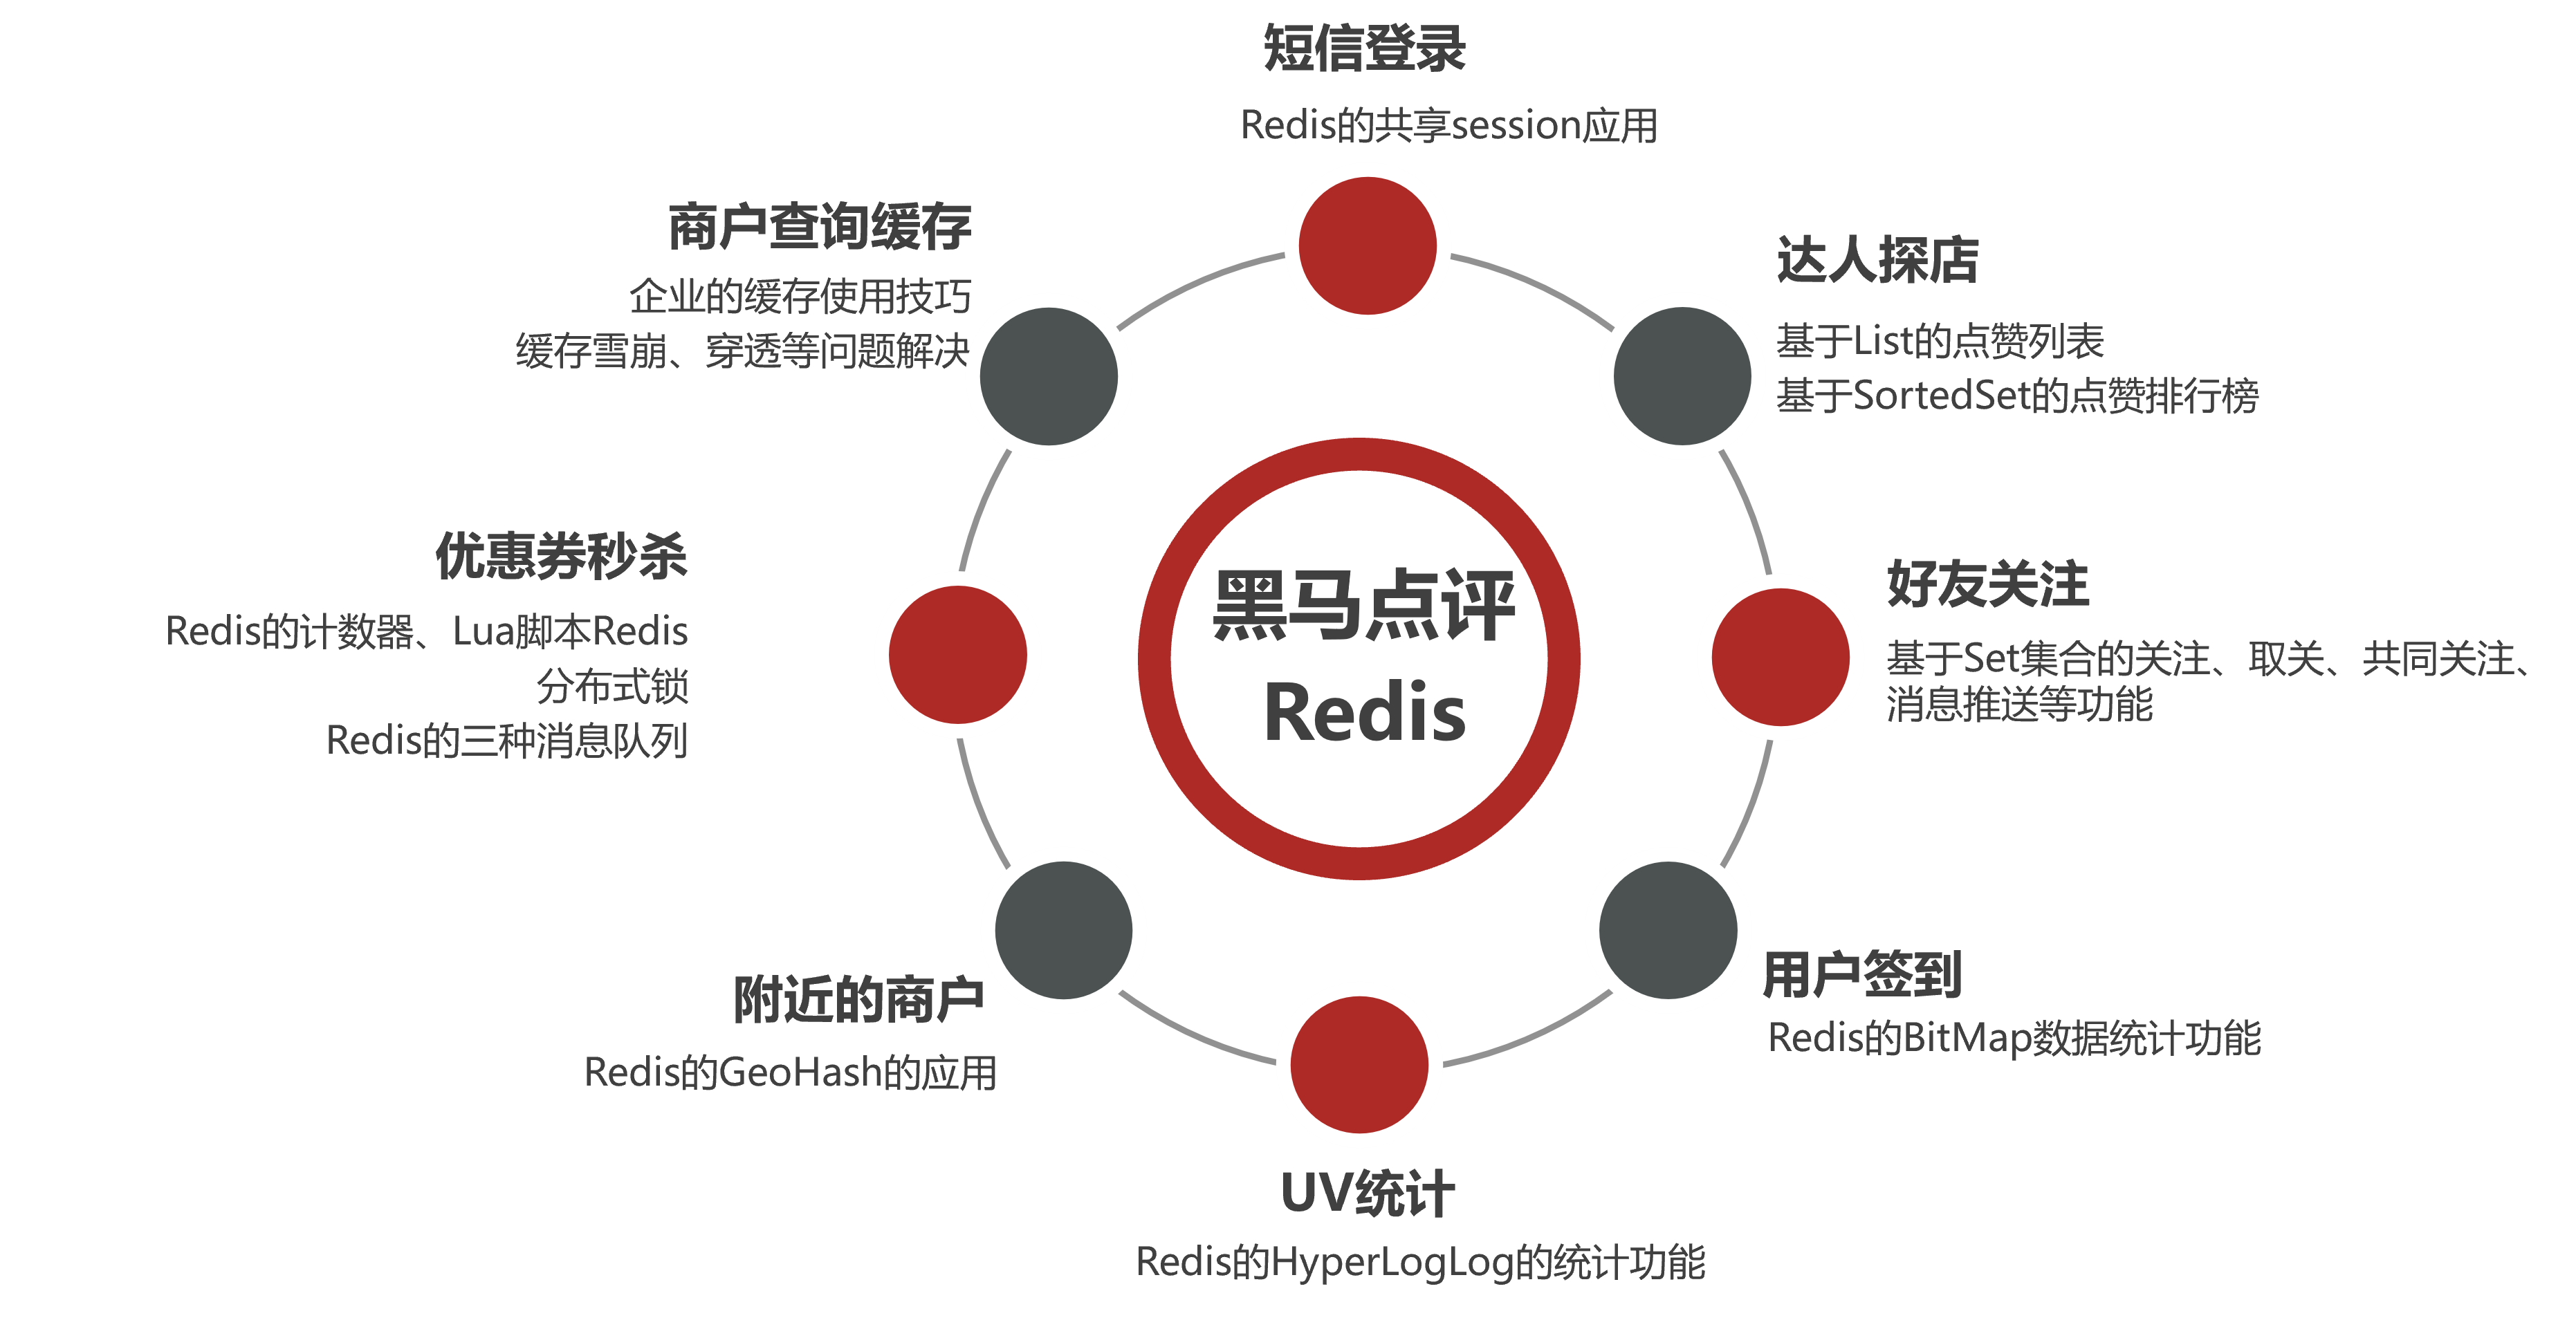 短信登录
Redis的共享session应用
商户查询缓存
企业的缓存使用技巧
缓存雪崩、穿透等问题解决
达人探店
基于List的点赞列表
基于SortedSet的点赞排行榜
优惠券秒杀
Redis的计数器、Lua脚本Redis
分布式锁
Redis的三种消息队列
黑马点评
Redis
好友关注
基于Set集合的关注、取关、共同关注、
消息推送等功能
附近的商户
Redis的GeoHash的应用
用户签到
Redis的BitMap数据统计功能
UV统计
Redis的HyperLogLog的统计功能